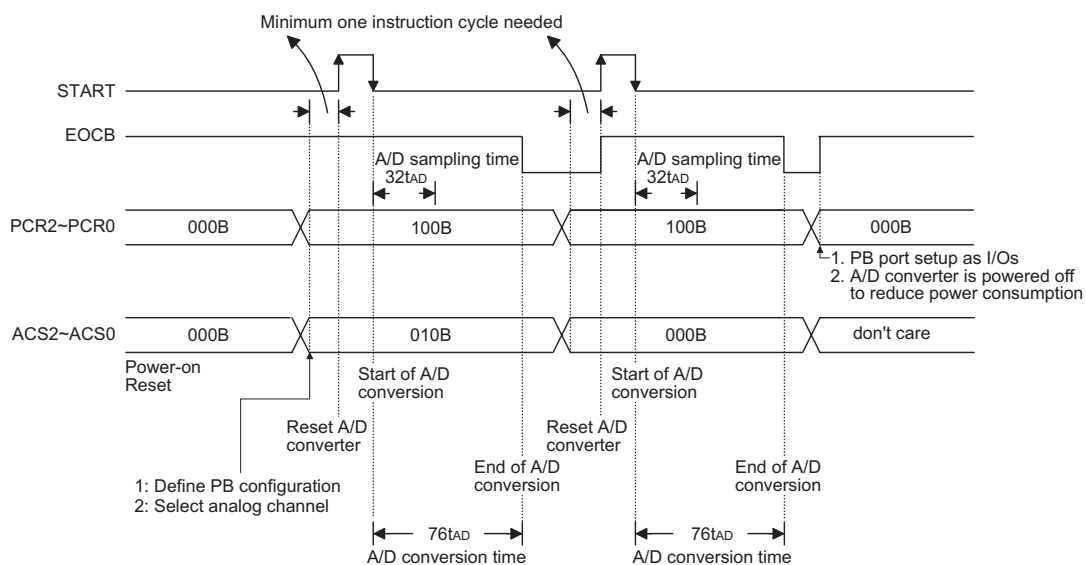 Minimum one instruction cycle needed
START
EOCB
A/D sampling time
32tAD
A/D sampling time
32tAD
PCR2~PCR0
000B
100B
100B
000B
1. PB port setup as I/Os
2. A/D converter is powered off
to reduce power consumption
ACS2~ACS0
000B
010B
000B
don't care
Power-on
Reset
Start of A/D
conversion
Start of A/D
conversion
Reset A/D
converter
Reset A/D
converter
End of A/D
conversion
End of A/D
conversion
1: Define PB configuration
2: Select analog channel
76tAD
A/D conversion time
76tAD
A/D conversion time